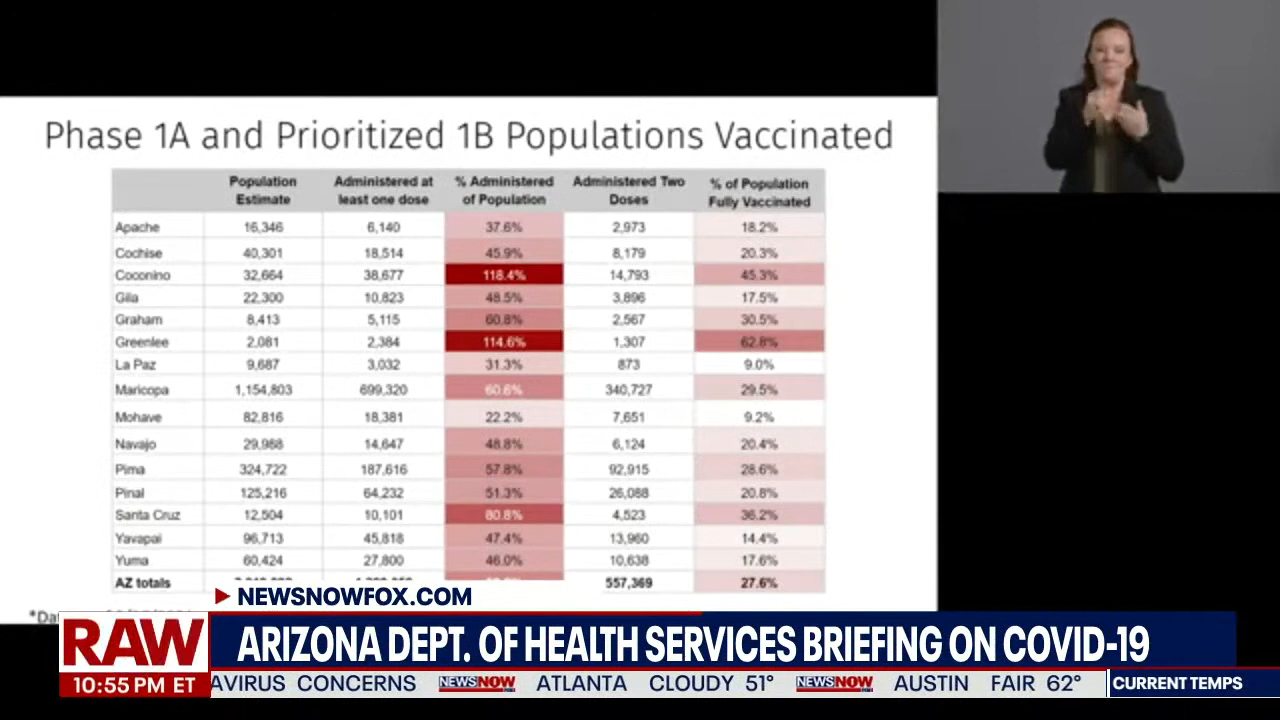 Phase 1A and Prioritized 1B Populations Vaccinated
Population Estimate Administered at least one dose % Administered of Population Administered Two Doses % of Population Fully Vaccinated
Apache 16,346 6,140 37.6% 2,973 18.2%
Cochise 40,301 18,514 45.9% 8,179 20.3%
Coconino 32,664 38,677 118.4% 14,793 45.3%
Gila 22,300 10,823 48.5% 3,896 17.5%
Graham 8,413 5,115 60.8% 2,567 30.5%
Greenlee 2,081 2,384 114.6% 1,307 62.8%
La Paz 9,687 3,032 31.3% 873 9.0%
Maricopa 1,154,803 699,320 60.6% 340,727 29.5%
Mohave 82,816 18,381 22.2% 7,651 9.2%
Navajo 29,988 14,647 48.8% 6,124 20.4%
Pima 324,722 187,616 57.8% 92,915 28.6%
Pinal 125,216 64,232 51.3% 26,088 20.8%
Santa Cruz 12,504 10,101 80.8% 4,523 36.2%
Yavapai 96,713 45,818 47.4% 13,960 14.4%
Yuma 60,424 27,800 46.0% 10,638 17.6%
AZ totals 557,369 27.6%
NEWSNOWFOX.COM
RAW
ARIZONA DEPT. OF HEALTH SERVICES BRIEFING ON COVID-19
10:55 PM ET AVIRUS CONCERNS NEWSNOW ATLANTA CLOUDY 51° NEWSNOW AUSTIN FAIR 62° CURRENT TEMPS